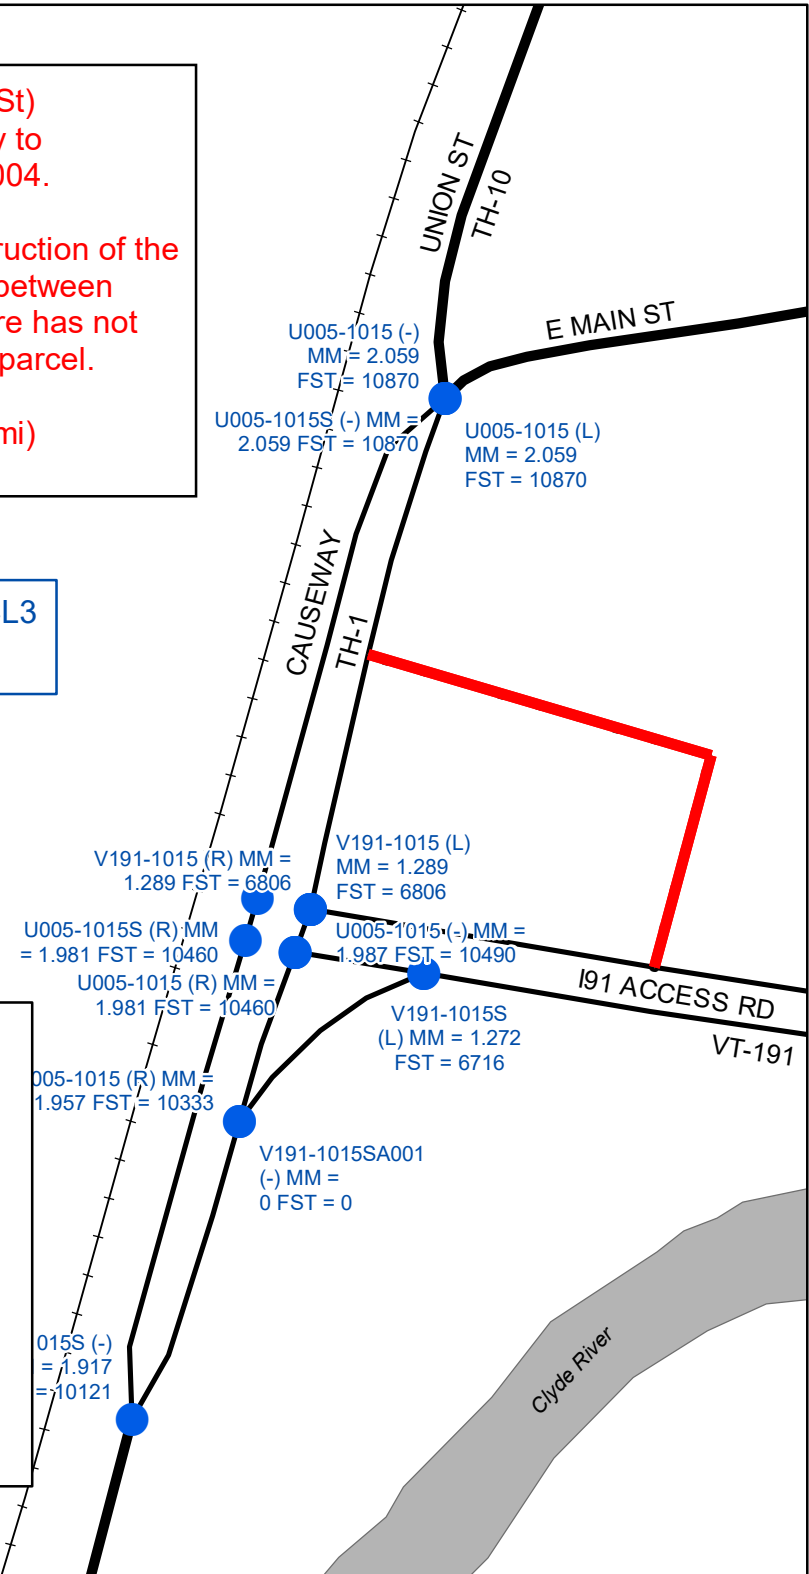 St)
y to
004.
ruction of the
between
re has not
parcel.
mi)
UNION ST
TH-10
E MAIN ST
U005-1015 (-)
MM = 2.059
FST = 10870
U005-1015S (-) MM =
2.059 FST = 10870
U005-1015 (L)
MM = 2.059
FST = 10870
CAUSEWAY
TH-1
L3
V191-1015 (R) MM =
1.289 FST = 6806
V191-1015 (L)
MM = 1.289
FST = 6806
U005-1015S (R) MM
= 1.981 FST = 10460
U005-1015 (-) MM =
1.987 FST = 10490
U005-1015 (R) MM =
1.981 FST = 10460
I91 ACCESS RD
VT-191
V191-1015S
(L) MM = 1.272
FST = 6716
005-1015 (R) MM =
1.957 FST = 10333
V191-1015SA001
(-) MM =
0 FST = 0
015S (-)
= 1.917
= 10121
Clyde River